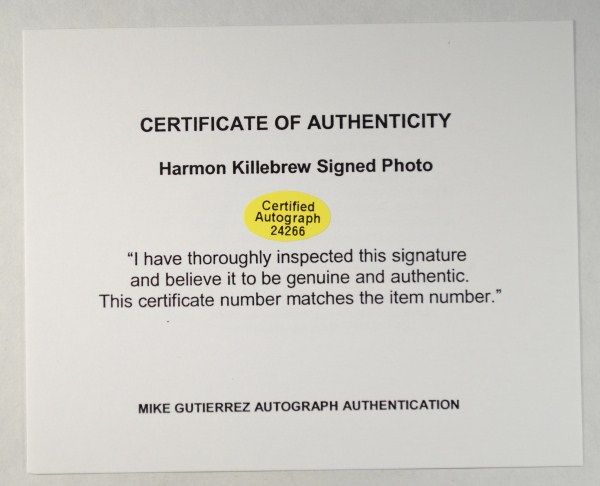 CERTIFICATE OF AUTHENTICITY
Harmon Killebrew Signed Photo
Certified
Autograph
24266
“I have thoroughly inspected this signature
and believe it to be genuine and authentic.
This certificate number matches the item number.”
MIKE GUTIERREZ AUTOGRAPH AUTHENTICATION